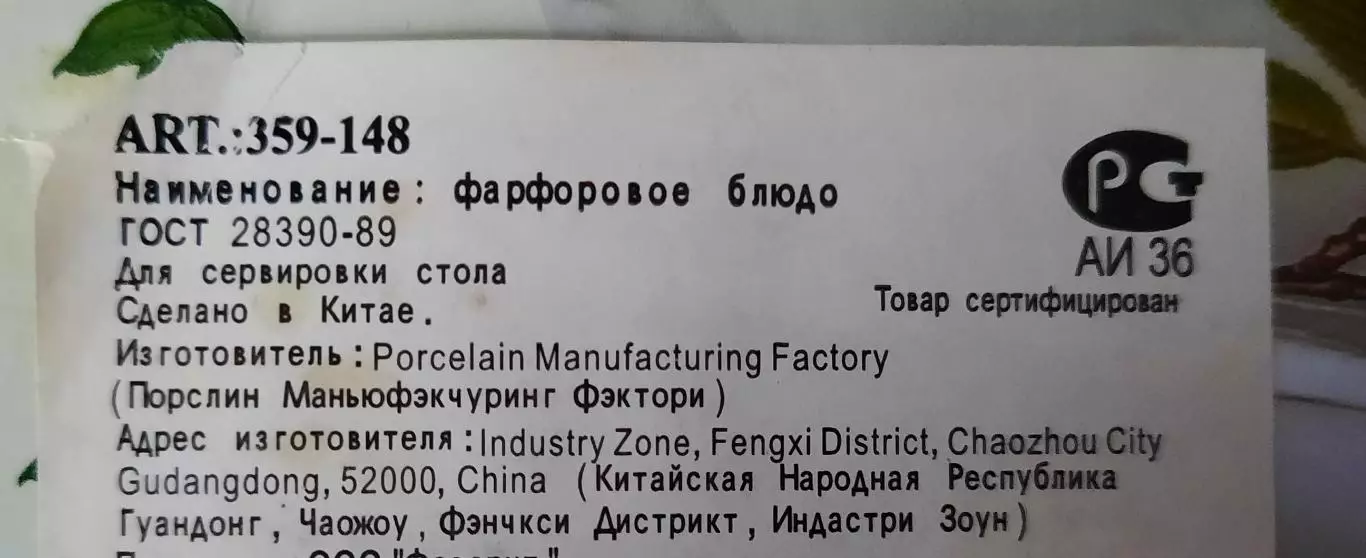 ART.:359-148
Наименование: фарфоровое блюдо
ГОСТ 28390-89
Для сервировки стола
Сделано в Китае.
РСТ
АИ 36
Товар сертифицирован
Изготовитель: Porcelain Manufacturing Factory
(Порслин Маньюфэкчуринг Фэктори)
Адрес изготовителя: Industry Zone, Fengxi District, Chaozhou City
Gudangdong, 52000, China (Китайская Народная Республика
Гуандонг, Чаожоу, Фэнчкси Дистрикт, Индастри Зоун)
ООО